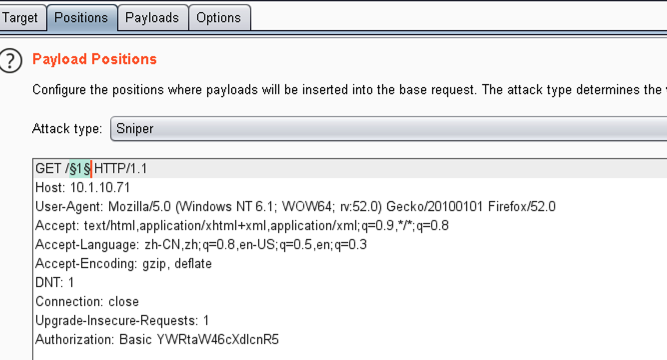 Target Positions Payloads Options
? Payload Positions
Configure the positions where payloads will be inserted into the base request. The attack type determines the
Attack type: Sniper
GET /§1§ HTTP/1.1
Host: 10.1.10.71
User-Agent: Mozilla/5.0 (Windows NT 6.1; WOW64; rv:52.0) Gecko/20100101 Firefox/52.0
Accept: text/html,application/xhtml+xml,application/xml;q=0.9,*/*;q=0.8
Accept-Language: zh-CN,zh;q=0.8,en-US;q=0.5,en;q=0.3
Accept-Encoding: gzip, deflate
DNT: 1
Connection: close
Upgrade-Insecure-Requests: 1
Authorization: Basic YWRtaW46cXdlcnR5